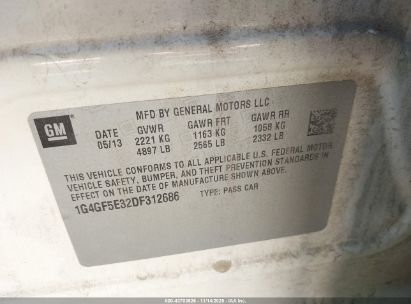 GM
MFD BY GENERAL MOTORS LLC
DATE GVWR GAWR FRT GAWR RR
05/13 2221 KG 1163 KG 1058 KG
4897 LB 2565 LB 2332 LB
THIS VEHICLE CONFORMS TO ALL APPLICABLE U.S. FEDERAL MOTOR
VEHICLE SAFETY, BUMPER, AND THEFT PREVENTION STANDARDS IN
EFFECT ON THE DATE OF MANUFACTURE SHOWN ABOVE.
1G4GF5E32DF312686 TYPE: PASS CAR